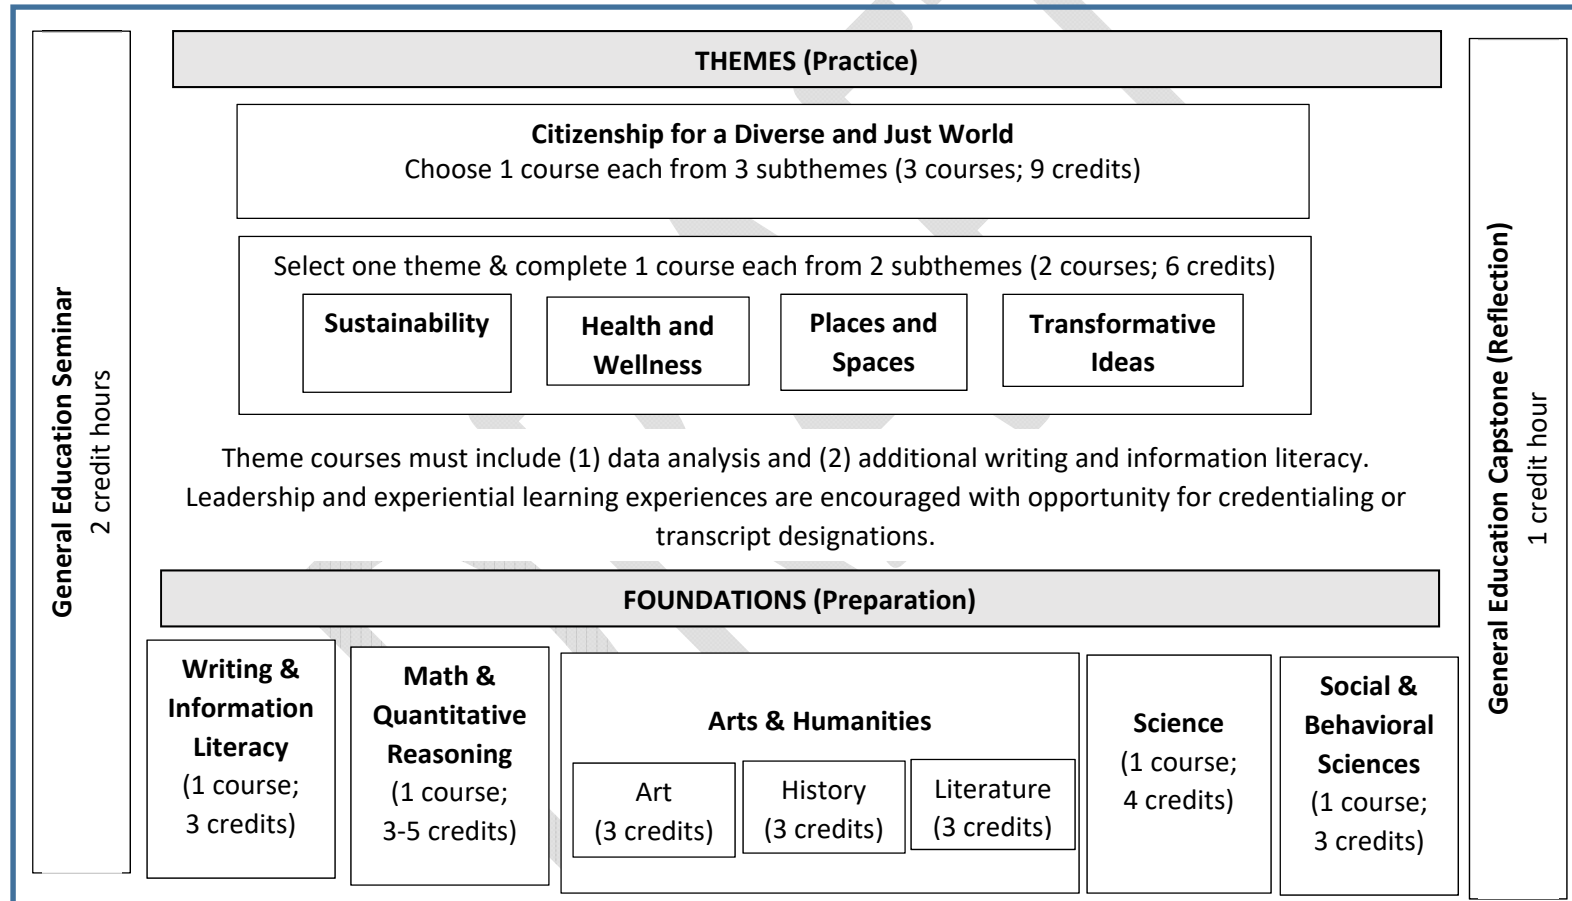 General Education Seminar
2 credit hours
THEMES (Practice)
Citizenship for a Diverse and Just World
Choose 1 course each from 3 subthemes (3 courses; 9 credits)
Select one theme & complete 1 course each from 2 subthemes (2 courses; 6 credits)
Sustainability
Health and
Wellness
Places and
Spaces
Transformative
Ideas
Theme courses must include (1) data analysis and (2) additional writing and information literacy.
Leadership and experiential learning experiences are encouraged with opportunity for credentialing or
transcript designations.
FOUNDATIONS (Preparation)
Writing &
Information
Literacy
(1 course;
3 credits)
Math &
Quantitative
Reasoning
(1 course;
3-5 credits)
Arts & Humanities
Art
(3 credits)
History
(3 credits)
Literature
(3 credits)
Science
(1 course;
4 credits)
Social &
Behavioral
Sciences
(1 course;
3 credits)
General Education Capstone (Reflection)
1 credit hour